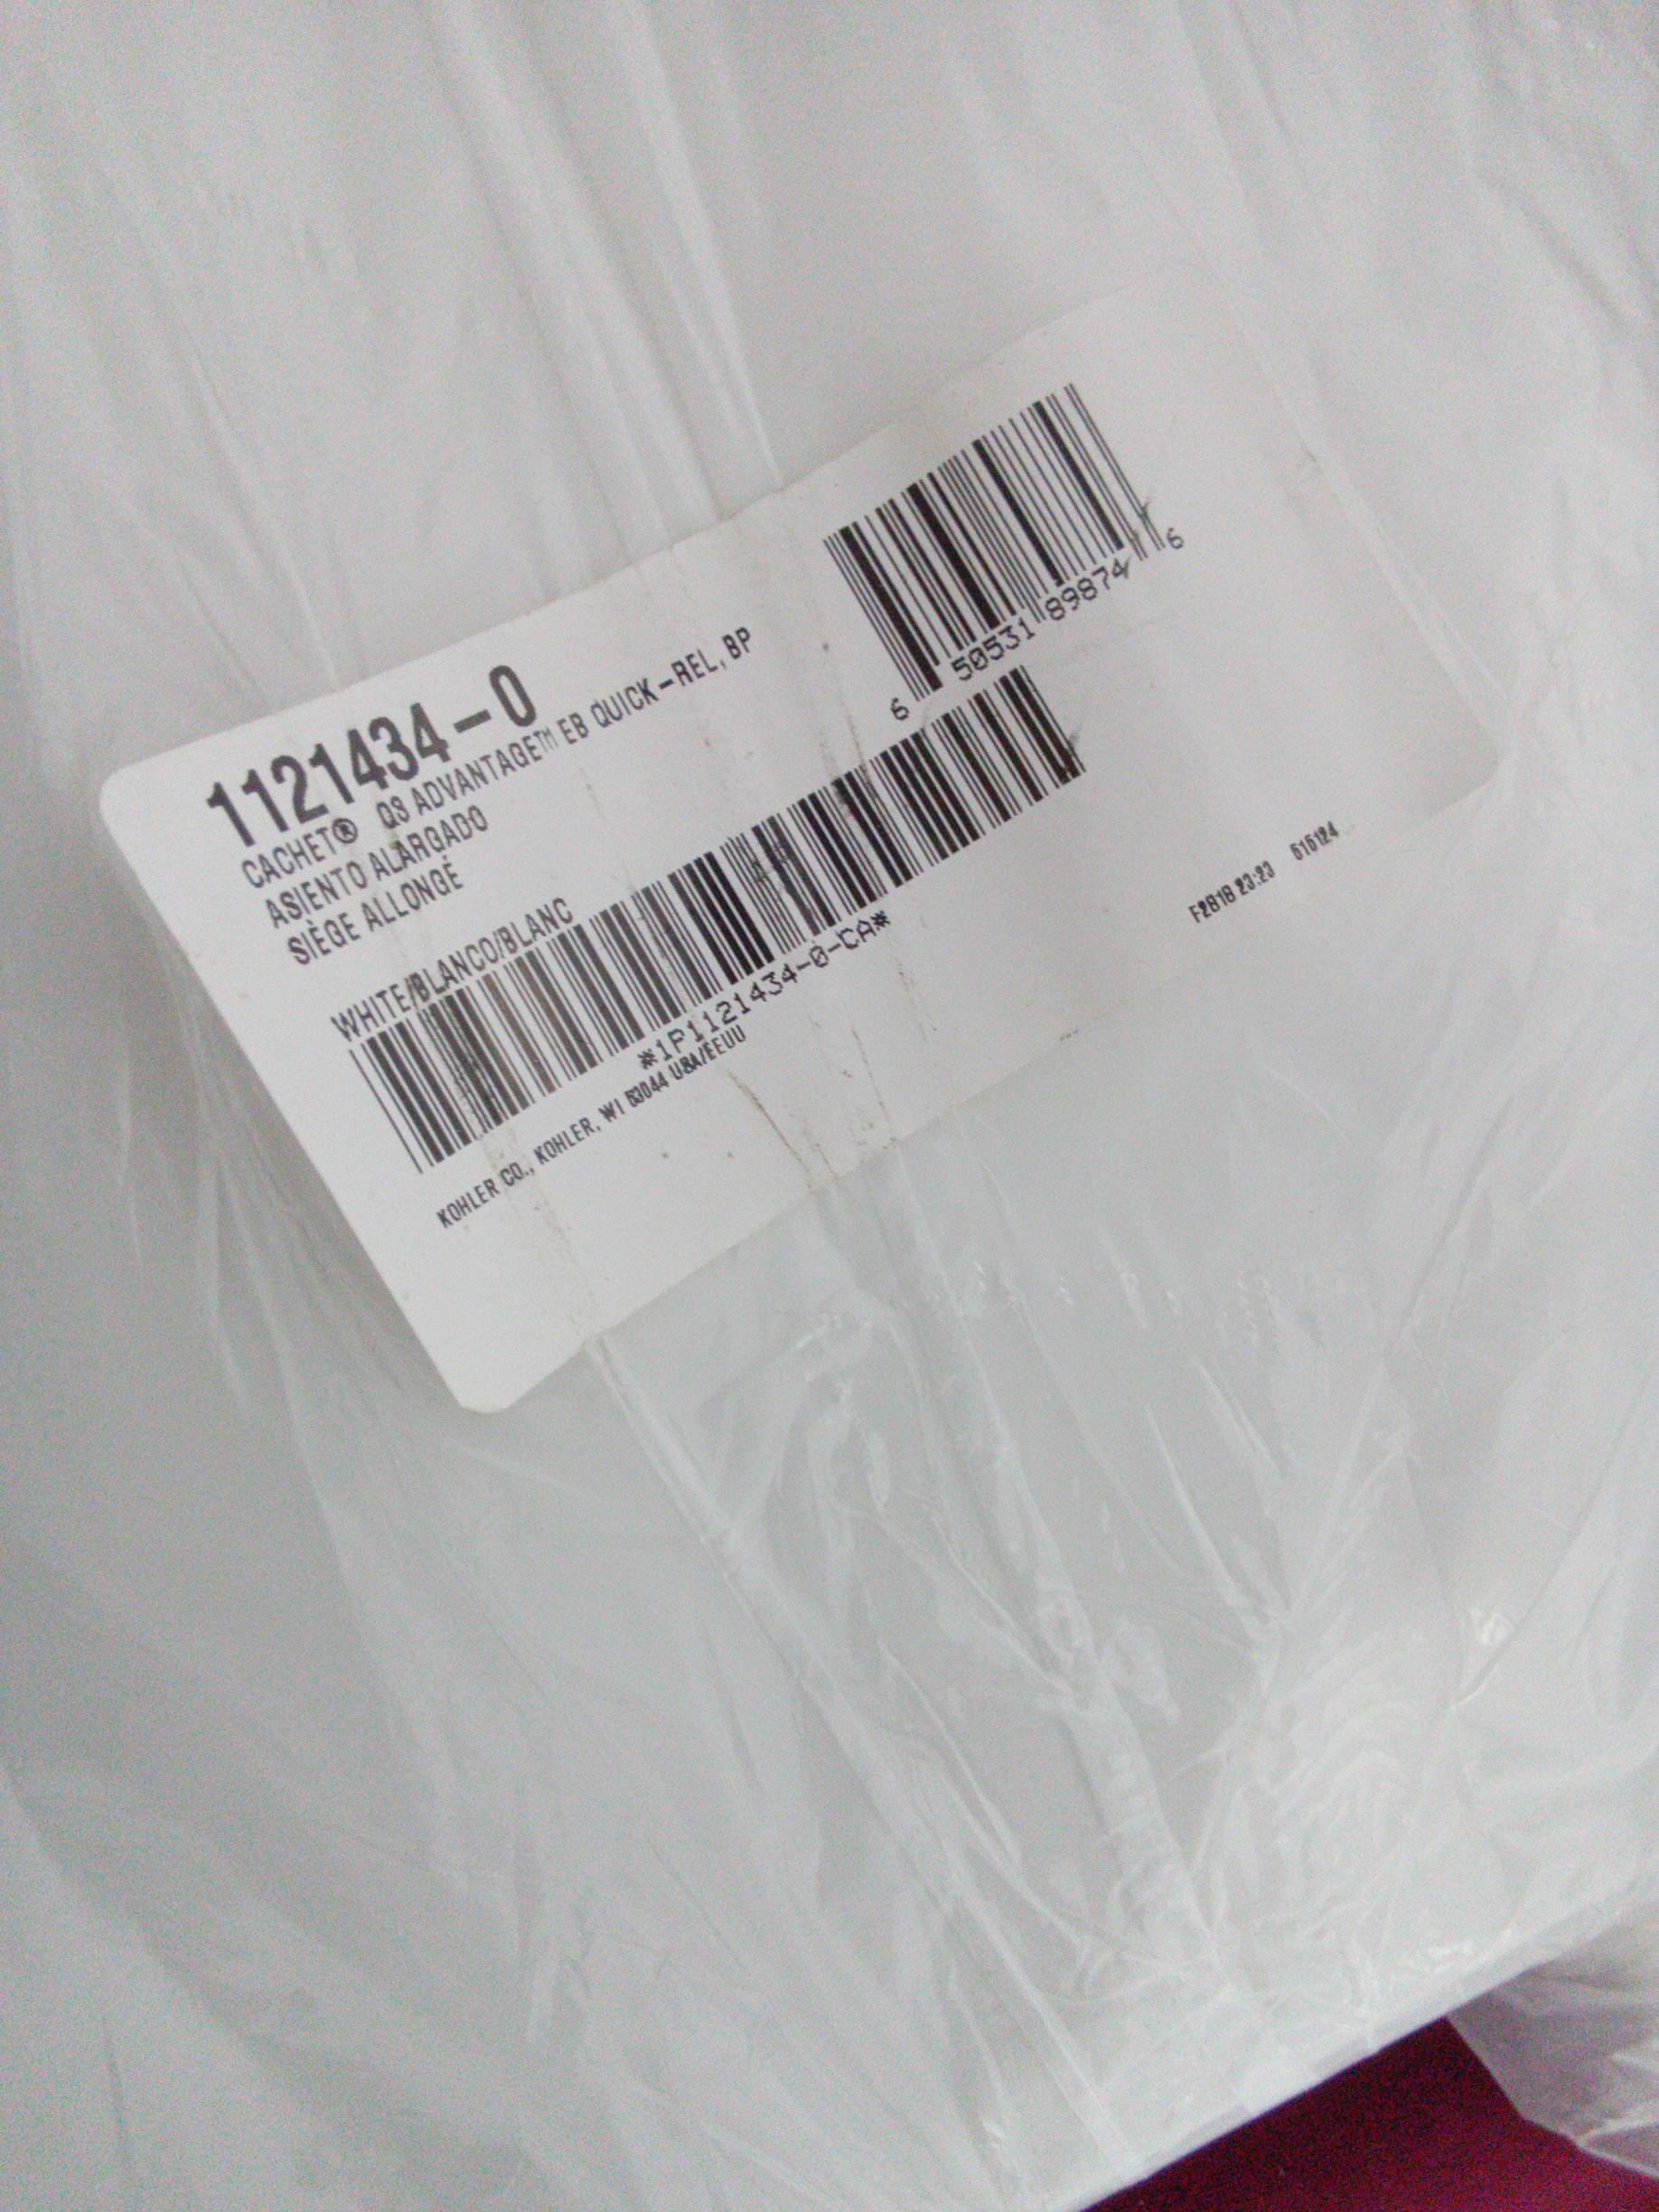 1121434-0
CACHET® Q3 ADVANTAGE™ EB QUICK-REL, BP
ASIENTO ALARGADO
SIÈGE ALLONGÉ
WHITE/BLANCO/BLANC
6 50531 89874 6
*1P1121434-0-CA*
KOHLER CO., KOHLER, WI 53044 USA/EEUU
F2818 23:23 515124